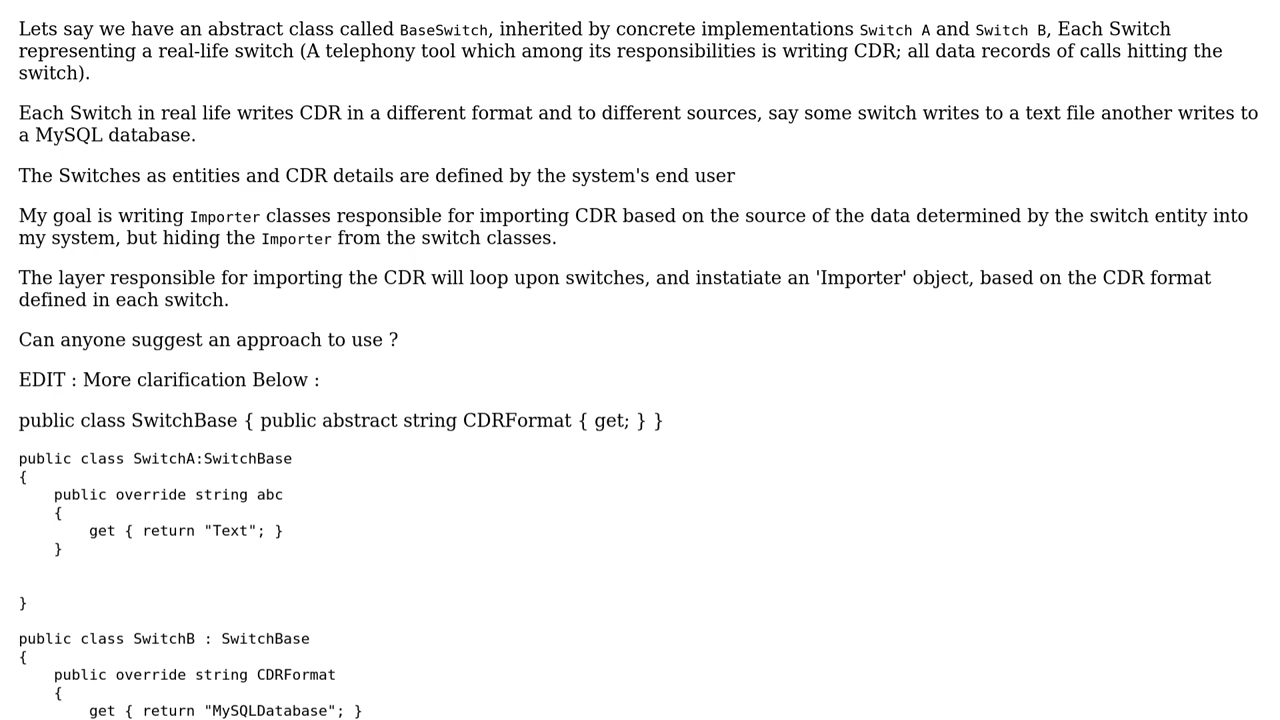 Lets say we have an abstract class called BaseSwitch, inherited by concrete implementations Switch A and Switch B, Each Switch
representing a real-life switch (A telephony tool which among its responsibilities is writing CDR; all data records of calls hitting the
switch).
Each Switch in real life writes CDR in a different format and to different sources, say some switch writes to a text file another writes to
a MySQL database.
The Switches as entities and CDR details are defined by the system's end user
My goal is writing Importer classes responsible for importing CDR based on the source of the data determined by the switch entity into
my system, but hiding the Importer from the switch classes.
The layer responsible for importing the CDR will loop upon switches, and instatiate an 'Importer' object, based on the CDR format
defined in each switch.
Can anyone suggest an approach to use ?
EDIT : More clarification Below :
public class SwitchBase { public abstract string CDRFormat { get; } }
public class SwitchA:SwitchBase
{
    public override string abc
    {
        get { return "Text"; }
    }
}
public class SwitchB : SwitchBase
{
    public override string CDRFormat
    {
        get { return "MySQLDatabase"; }